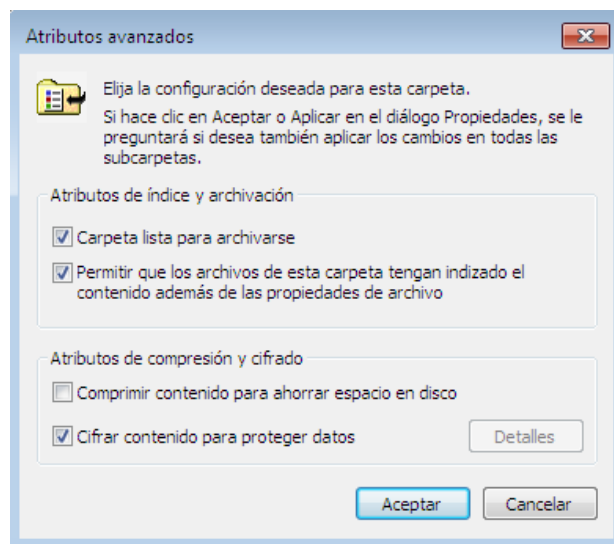 Atributos avanzados
Elija la configuración deseada para esta carpeta.
Si hace clic en Aceptar o Aplicar en el diálogo Propiedades, se le
preguntará si desea también aplicar los cambios en todas las
subcarpetas.
Atributos de índice y archivación
Carpeta lista para archivarse
Permitir que los archivos de esta carpeta tengan indizado el
contenido además de las propiedades de archivo
Atributos de compresión y cifrado
Comprimir contenido para ahorrar espacio en disco
Cifrar contenido para proteger datos
Detalles
Aceptar
Cancelar